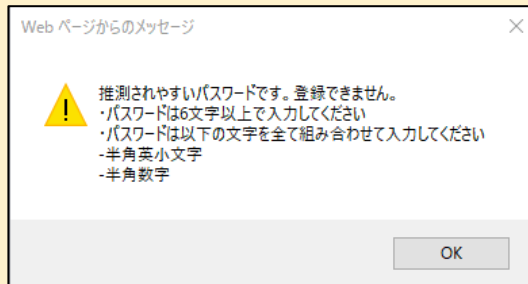 Web ページからのメッセージ
推測されやすいパスワードです。登録できません。
・パスワードは6文字以上で入力してください
・パスワードは以下の文字を全て組み合わせて入力してください
-半角英小文字
-半角数字
OK